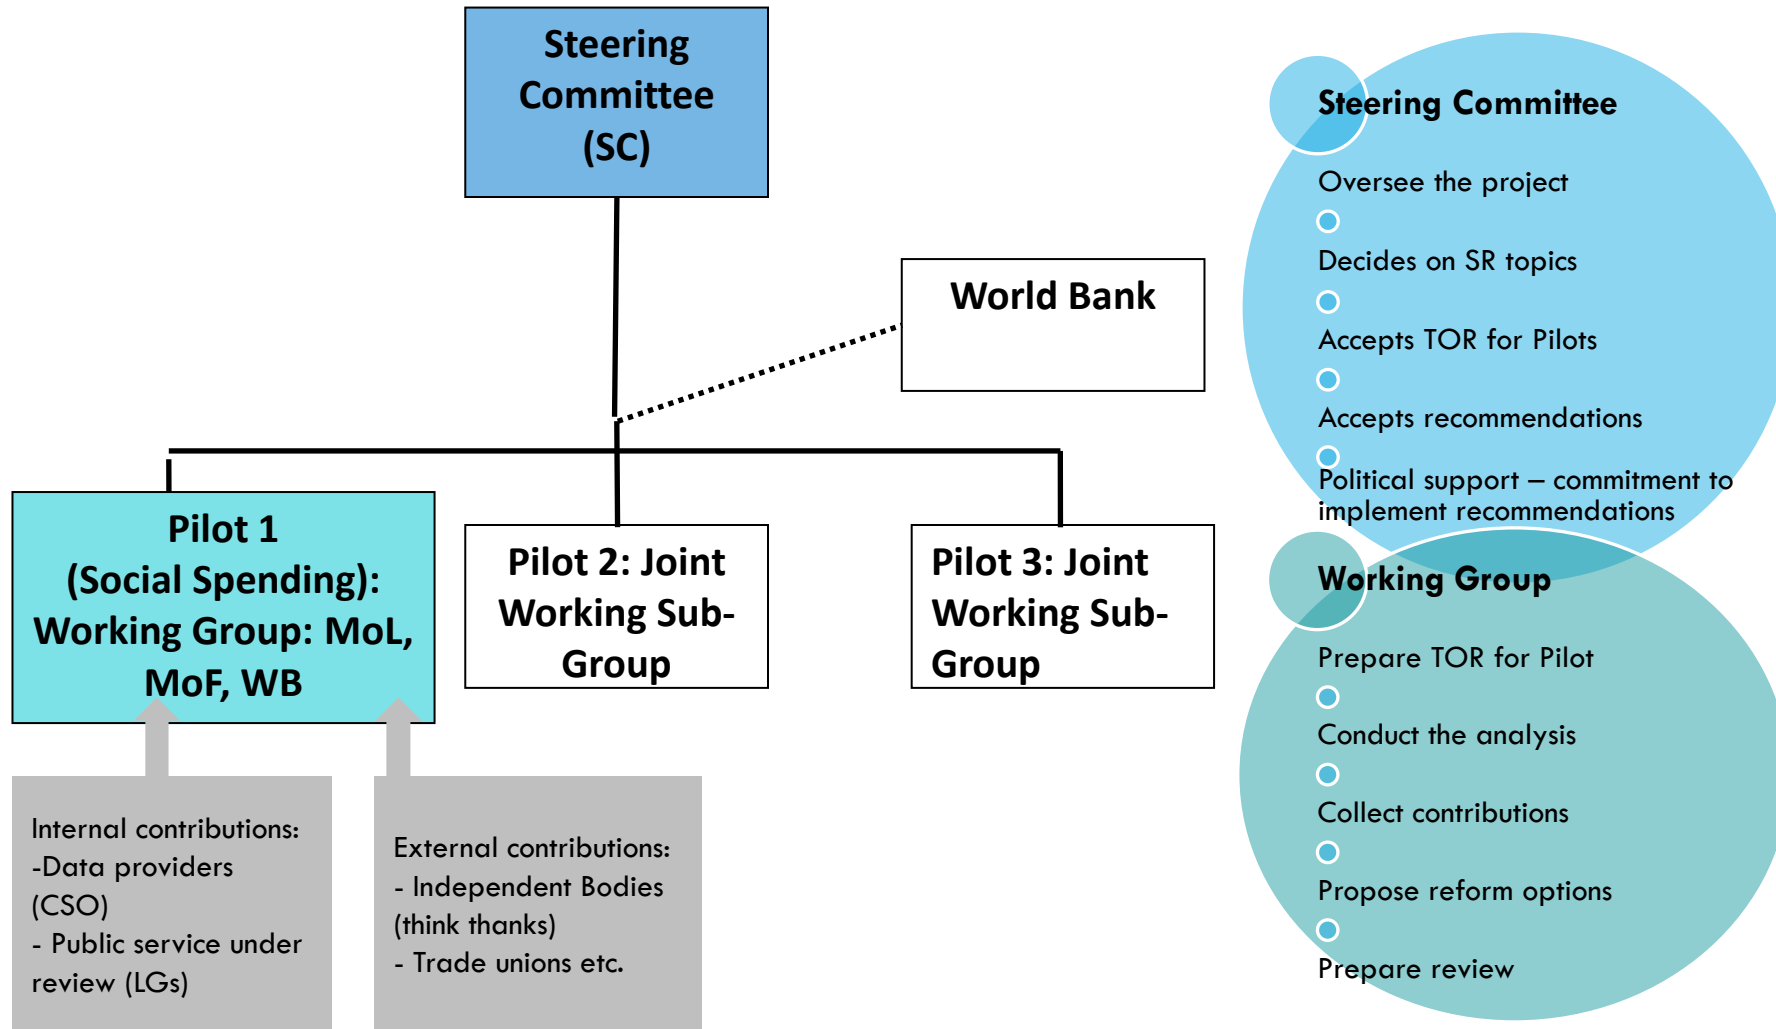 Steering
Committee
(SC)
World Bank
Pilot 1
(Social Spending):
Working Group: MoL,
MoF, WB
Pilot 2: Joint
Working Sub-
Group
Pilot 3: Joint
Working Sub-
Group
Internal contributions:
-Data providers
(CSO)
- Public service under
review (LGs)
External contributions:
- Independent Bodies
(think thanks)
- Trade unions etc.
Steering Committee
Oversee the project
Decides on SR topics
Accepts TOR for Pilots
Accepts recommendations
Political support – commitment to
implement recommendations
Working Group
Prepare TOR for Pilot
Conduct the analysis
Collect contributions
Propose reform options
Prepare review